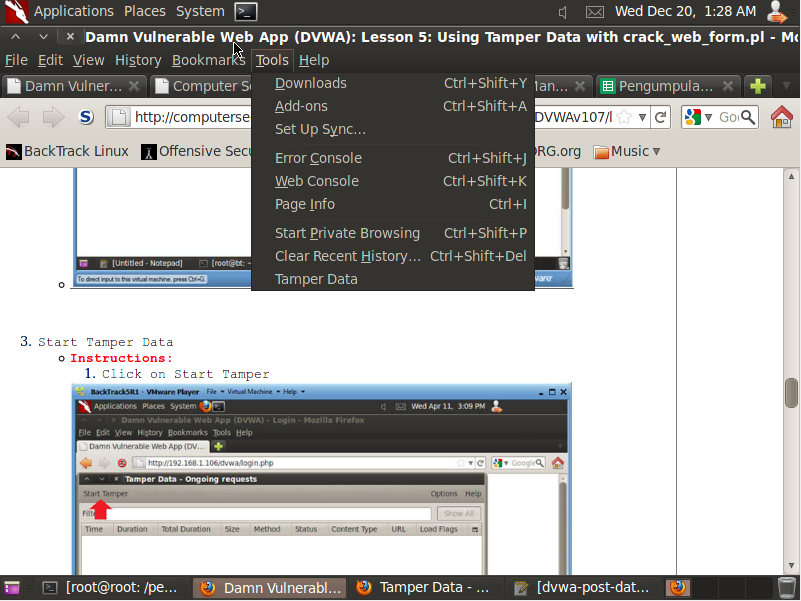 Applications Places System Wed Dec 20, 1:28 AM
Damn Vulnerable Web App (DVWA): Lesson 5: Using Tamper Data with crack_web_form.pl - Mo
File Edit View History Bookmarks Tools Help
Damn Vulner... Computer Se Man... Pengumpula...
http://computerse DVWAv107/l Goo
BackTrack Linux Offensive Secu ORG.org Music
Downloads Ctrl+Shift+Y
Add-ons Ctrl+Shift+A
Set Up Sync...
Error Console Ctrl+Shift+J
Web Console Ctrl+Shift+K
Page Info Ctrl+I
Start Private Browsing Ctrl+Shift+P
Clear Recent History... Ctrl+Shift+Del
Tamper Data
[Untitled - Notepad] [root@bt: ~
To direct input to this virtual machine, press Ctrl+G.
3. Start Tamper Data
Instructions:
1. Click on Start Tamper
BackTrack5R1 - VMware Player File Virtual Machine Help
Applications Places System Wed Apr 11, 3:09 PM
Damn Vulnerable Web App (DVWA) - Login - Mozilla Firefox
File Edit View History Bookmarks Tools Help
Damn Vulnerable Web App (DV...
http://192.168.1.106/dvwa/login.php Google
Tamper Data - Ongoing requests
Start Tamper Options Help
Filte Show All
Time Duration Total Duration Size Method Status Content Type URL Load Flags
[root@root: /pe... Damn Vulnerabl... Tamper Data - ... [dvwa-post-dat...